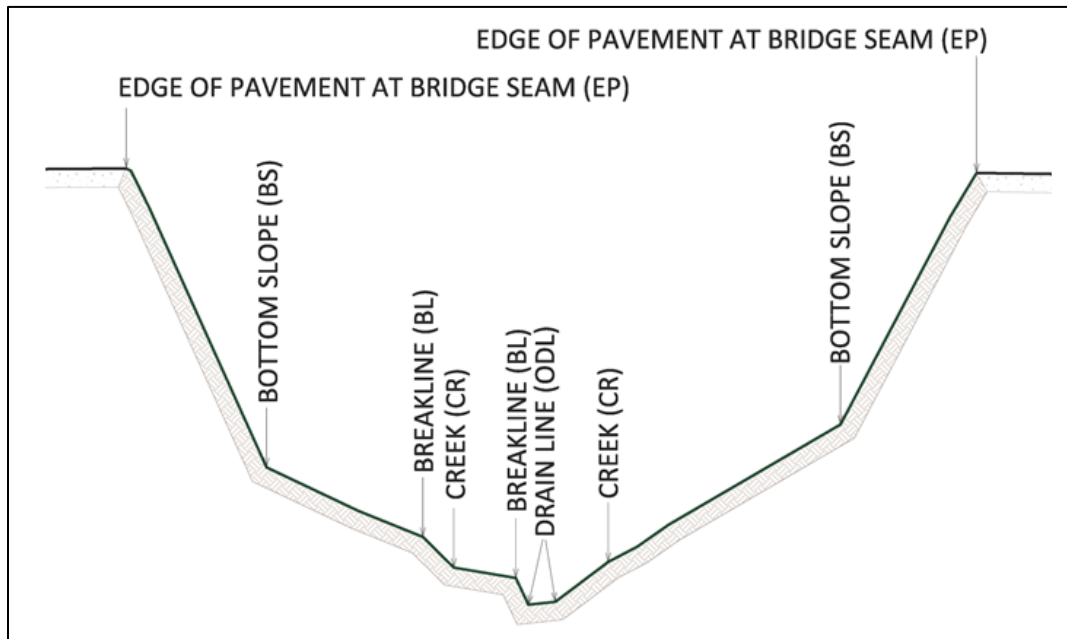 EDGE OF PAVEMENT AT BRIDGE SEAM (EP)
EDGE OF PAVEMENT AT BRIDGE SEAM (EP)
BOTTOM SLOPE (BS)
BREAKLINE (BL)
CREEK (CR)
BREAKLINE (BL)
DRAIN LINE (ODL)
CREEK (CR)
BOTTOM SLOPE (BS)